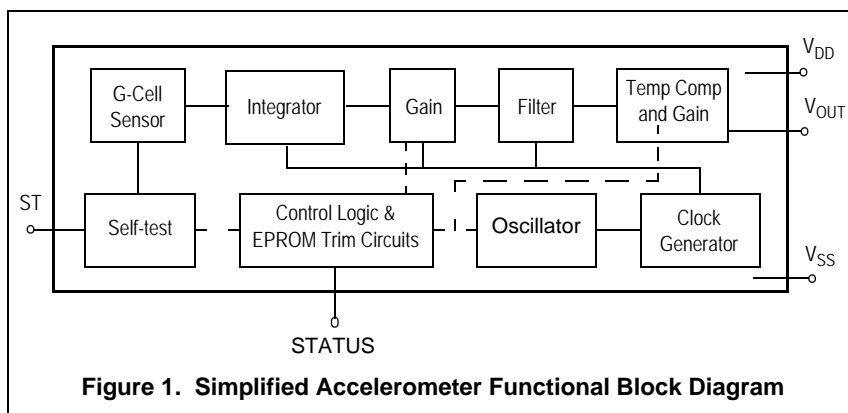 V_DD
G-Cell
Sensor
Integrator
Gain
Filter
Temp Comp
and Gain
V_OUT
ST
Self-test
Control Logic &
EPROM Trim Circuits
Oscillator
Clock
Generator
V_SS
STATUS
Figure 1. Simplified Accelerometer Functional Block Diagram